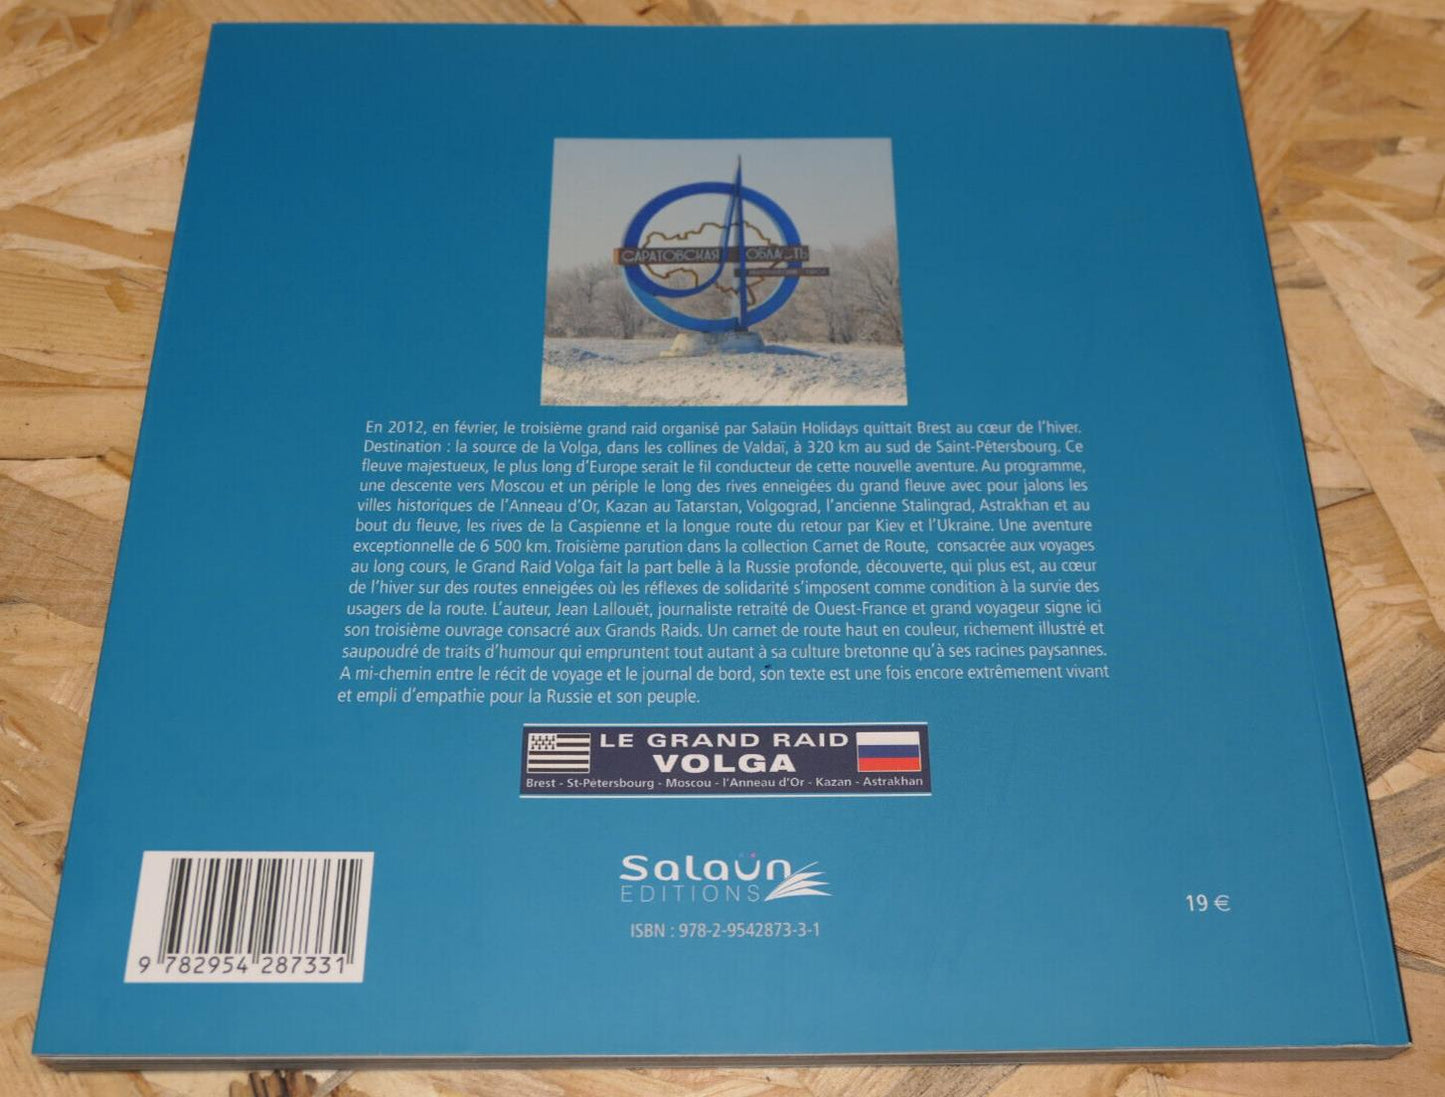 САРАТОВСКАЯ ОБЛАСТЬ
En 2012, en février, le troisième grand raid organisé par Salaün Holidays quittait Brest au cœur de l'hiver.
Destination : la source de la Volga, dans les collines de Valdaï, à 320 km au sud de Saint-Pétersbourg. Ce
fleuve majestueux, le plus long d'Europe serait le fil conducteur de cette nouvelle aventure. Au programme,
une descente vers Moscou et un périple le long des rives enneigées du grand fleuve avec pour jalons les
villes historiques de l'Anneau d'Or, Kazan au Tatarstan, Volgograd, l'ancienne Stalingrad, Astrakhan et au
bout du fleuve, les rives de la Caspienne et la longue route du retour par Kiev et l'Ukraine. Une aventure
exceptionnelle de 6 500 km. Troisième parution dans la collection Carnet de Route, consacrée aux voyages
au long cours, le Grand Raid Volga fait la part belle à la Russie profonde, découverte, qui plus est, au cœur
de l'hiver sur des routes enneigées où les réflexes de solidarité s'imposent comme condition à la survie des
usagers de la route. L'auteur, Jean Lallouët, journaliste retraité de Ouest-France et grand voyageur signe ici
son troisième ouvrage consacré aux Grands Raids. Un carnet de route haut en couleur, richement illustré et
saupoudré de traits d'humour qui empruntent tout autant à sa culture bretonne qu'à ses racines paysannes.
A mi-chemin entre le récit de voyage et le journal de bord, son texte est une fois encore extrêmement vivant
et empli d'empathie pour la Russie et son peuple.
LE GRAND RAID
VOLGA
Brest - St-Pétersbourg - Moscou - l'Anneau d'Or - Kazan - Astrakhan
Salaün
EDITIONS
ISBN : 978-2-9542873-3-1
19 €
9 782954 287331